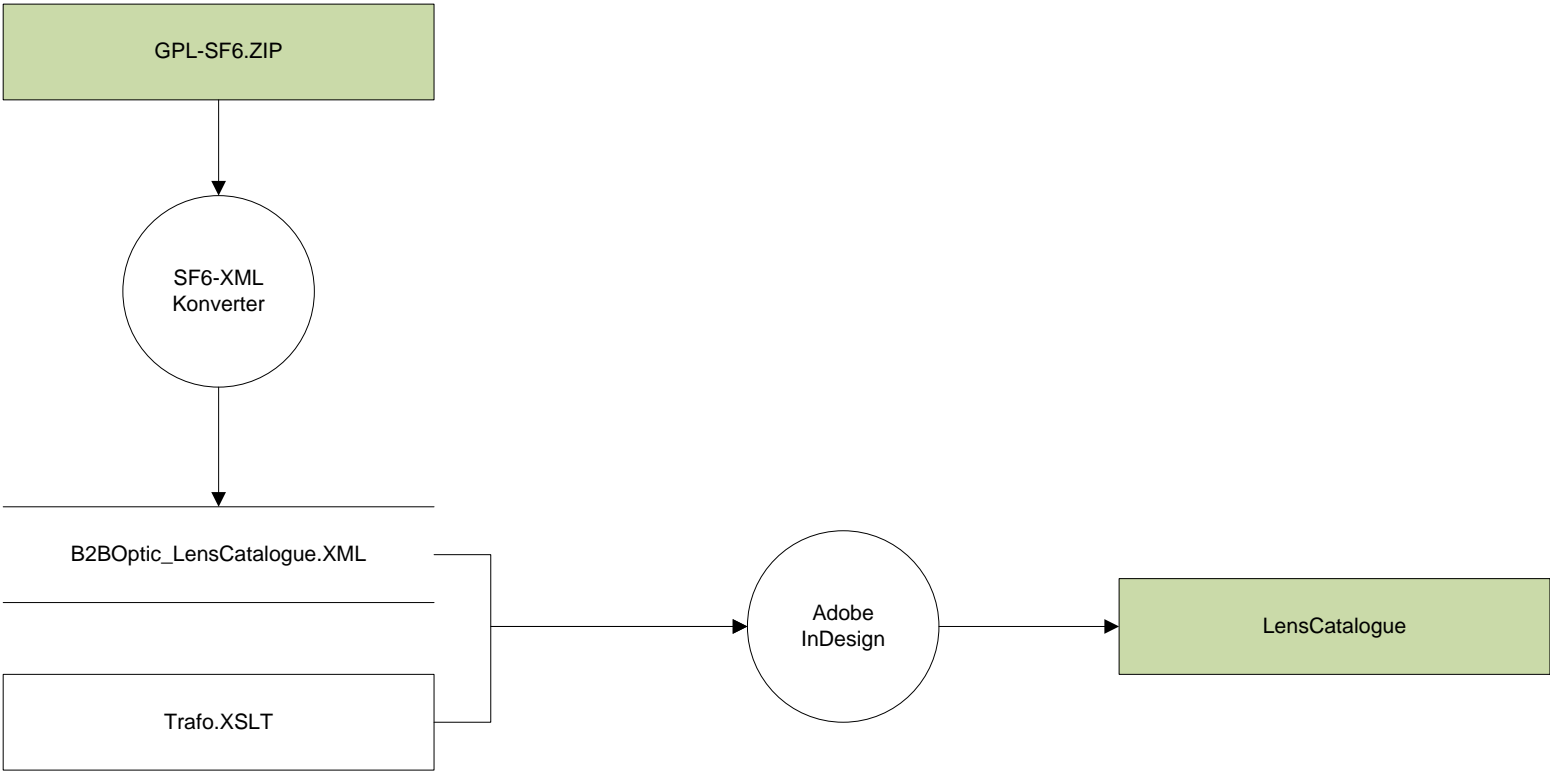 GPL-SF6.ZIP
SF6-XML
Konverter
B2BOptic_LensCatalogue.XML
Adobe
InDesign
LensCatalogue
Trafo.XSLT